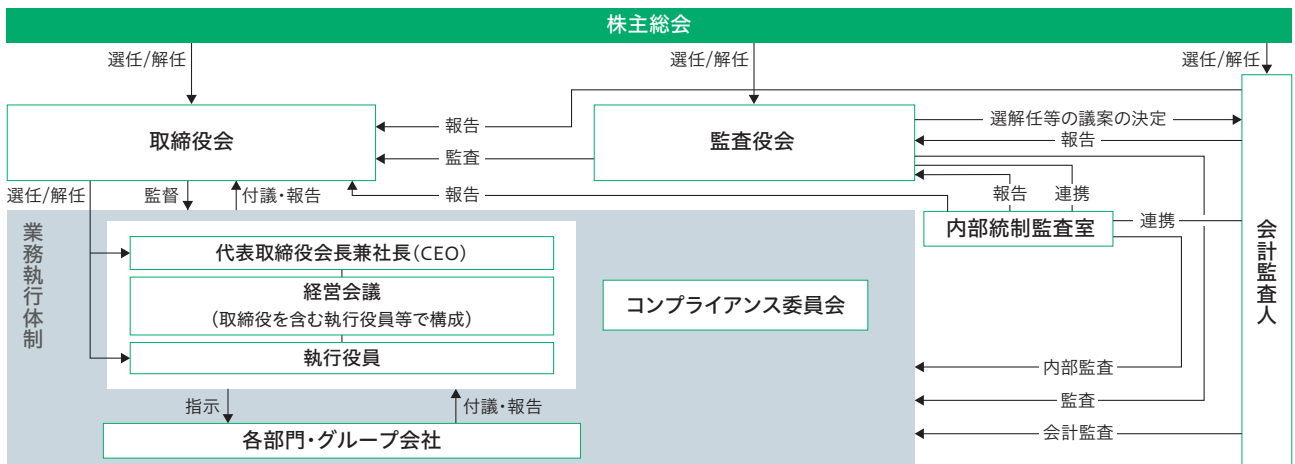 株主総会
選任/解任
選任/解任
選任/解任
取締役会
報告
監査役会
選解任等の議案の決定
報告
監査
選任/解任
監督
付議・報告
報告
報告
連携
業務執行体制
内部統制監査室
連携
会計監査人
代表取締役会長兼社長(CEO)
経営会議
(取締役を含む執行役員等で構成)
コンプライアンス委員会
執行役員
内部監査
指示
付議・報告
監査
各部門・グループ会社
会計監査